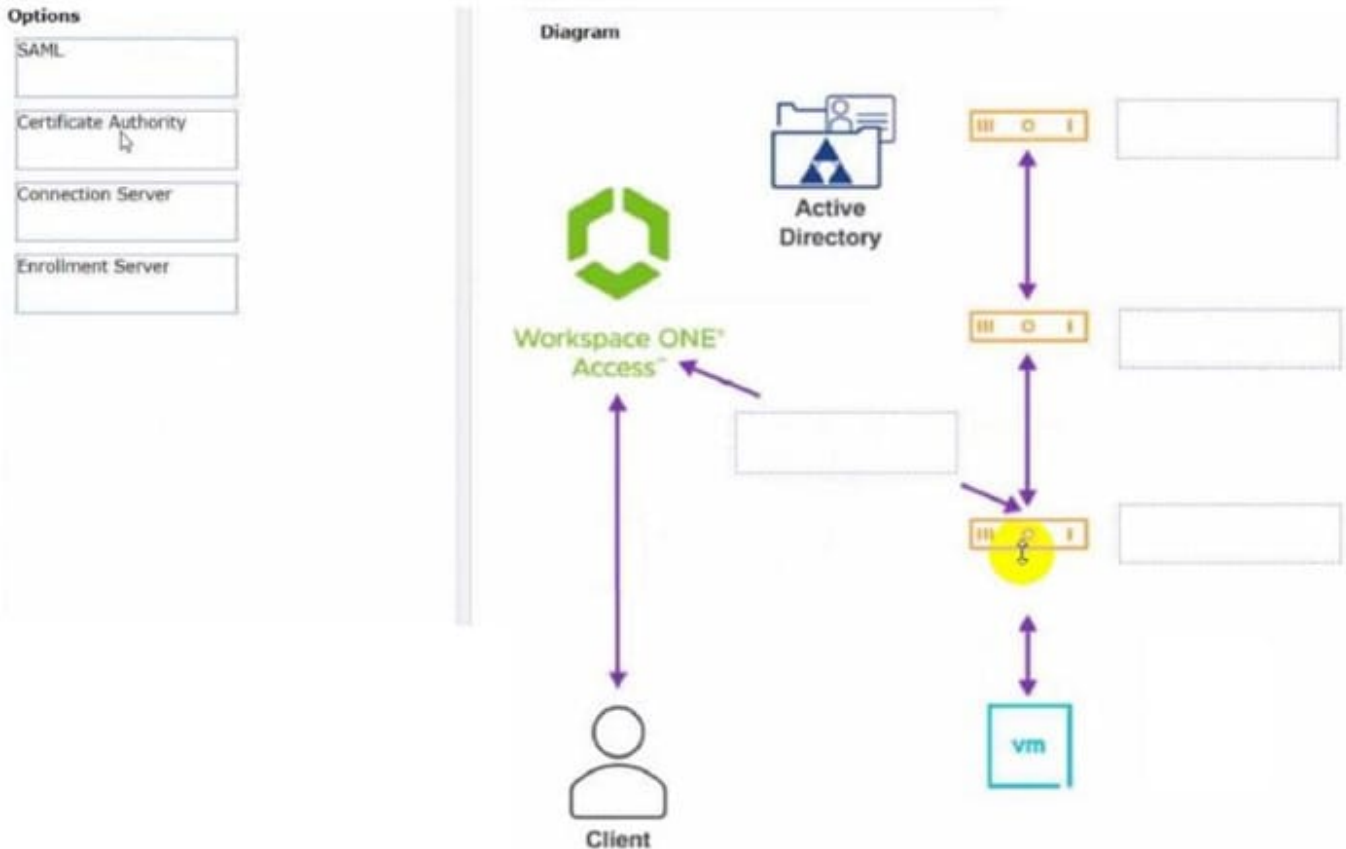 Options
SAML
Certificate Authority
Connection Server
Enrollment Server
Diagram
Active
Directory
Workspace ONE®
Access™
vm
Client